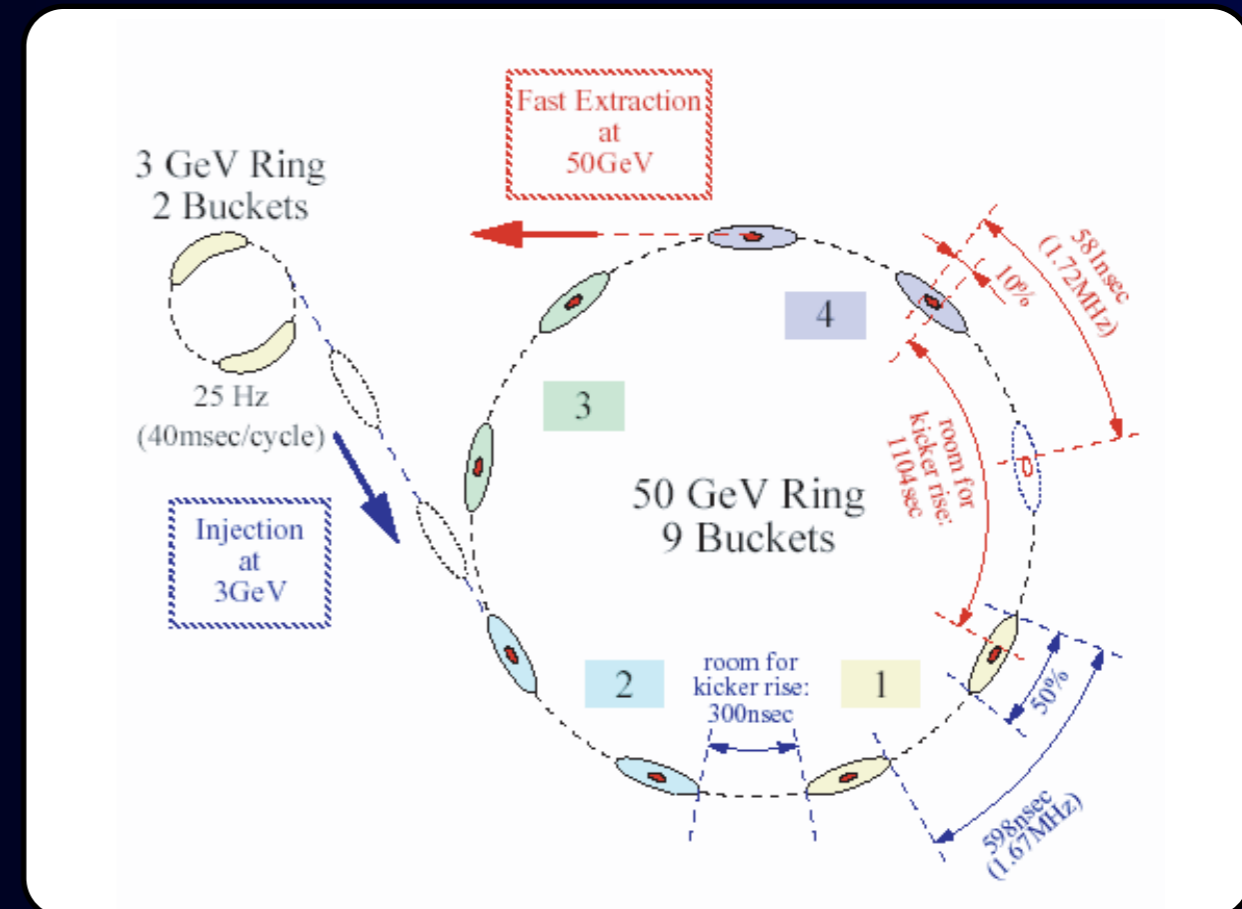 Fast Extraction
at
50GeV
3 GeV Ring
2 Buckets
25 Hz
(40msec/cycle)
Injection
at
3GeV
581nsec
(1.72MHz)
10%
4
3
room for
kicker rise:
1104sec
50 GeV Ring
9 Buckets
2
room for
kicker rise:
300nsec
1
50%
598nsec
(1.67MHz)